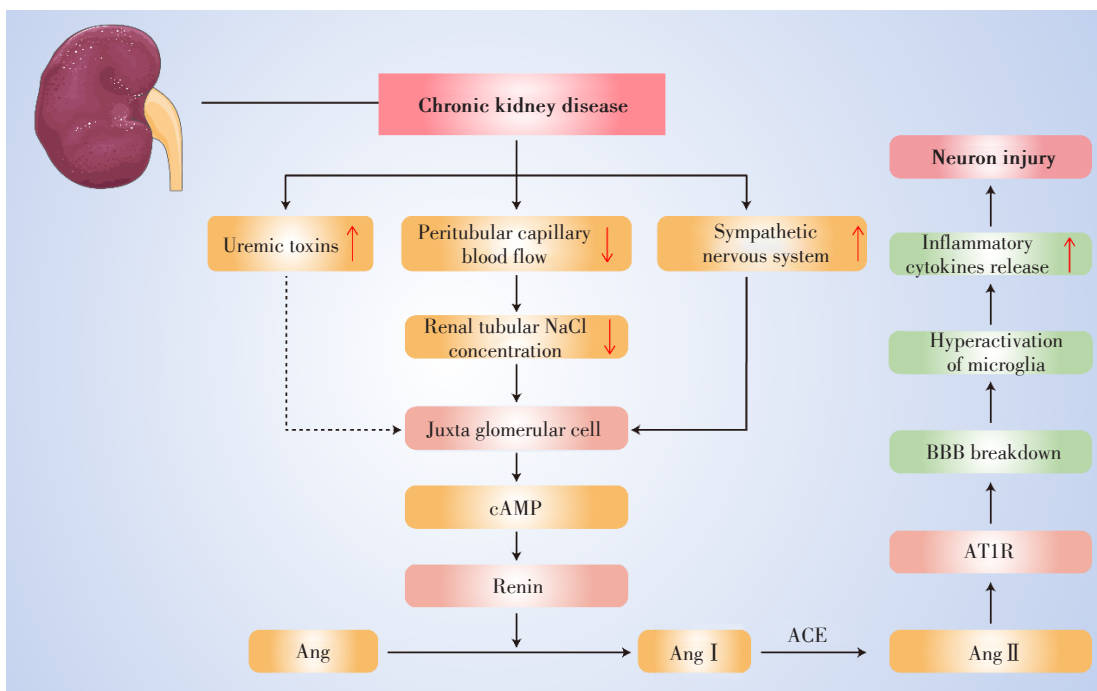 Chronic kidney disease
Uremic toxins
Peritubular capillary
blood flow
Sympathetic
nervous system
Renal tubular NaCl
concentration
Juxta glomerular cell
cAMP
Renin
Ang
Ang Ⅰ
ACE
Ang Ⅱ
AT1R
BBB breakdown
Hyperactivation
of microglia
Inflammatory
cytokines release
Neuron injury